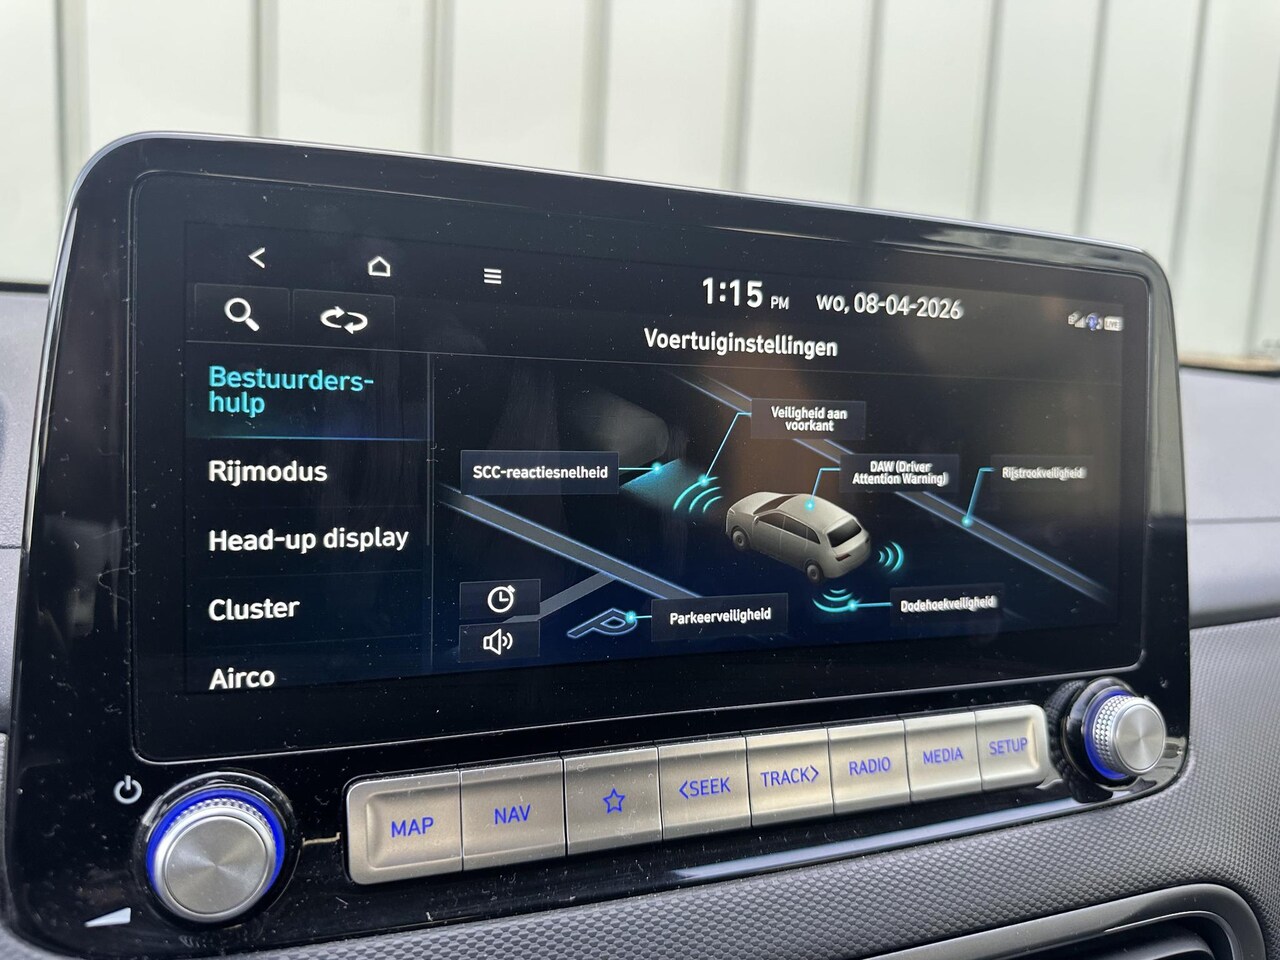 1:15 PM wo, 08-04-2026
Voertuiginstellingen
Bestuurders-
hulp
Rijmodus
Head-up display
Cluster
Airco
Veiligheid aan
voorkant
SCC-reactiesnelheid
DAW (Driver
Attention Warning)
Rijstrookveiligheid
Parkeerveiligheid
Dodehoekveiligheid
MAP
NAV
<SEEK
TRACK>
RADIO
MEDIA
SETUP